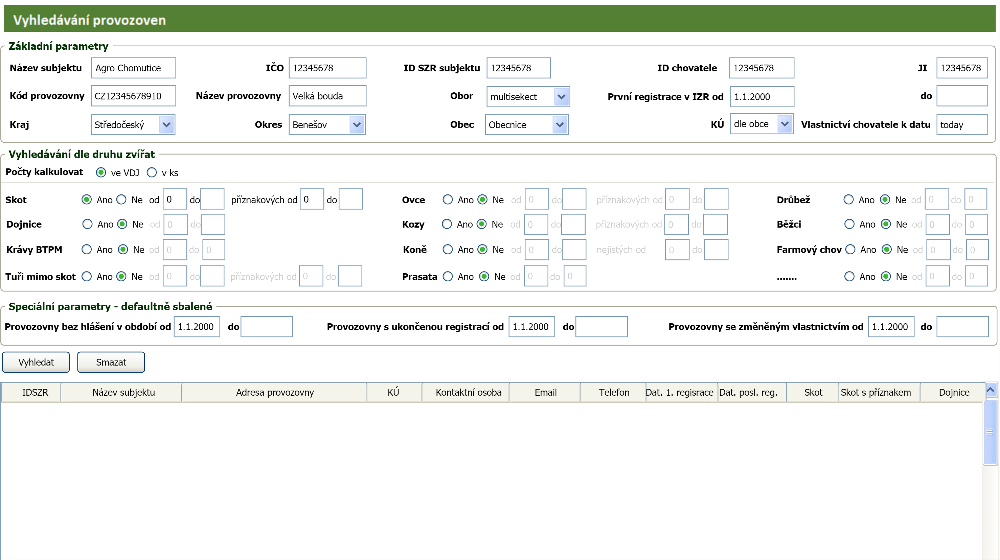 Vyhledávání provozoven
Základní parametry
Název subjektu Agro Chomutice IČO 12345678 ID SZR subjektu 12345678 ID chovatele 12345678 JI 12345678
Kód provozovny CZ12345678910 Název provozovny Velká bouda Obor multisekect První registrace v IZR od 1.1.2000 do
Kraj Středočeský Okres Benešov Obec Obecnice KÚ dle obce Vlastnictví chovatele k datu today
Vyhledávání dle druhu zvířat
Počty kalkulovat ve VDJ v ks
Skot Ano Ne od 0 do příznakových od 0 do Ovce Ano Ne od 0 do příznakových od 0 do Drůbež Ano Ne od 0 do 0
Dojnice Ano Ne od 0 do Kozy Ano Ne od 0 do příznakových od 0 do Běžci Ano Ne od 0 do 0
Krávy BTPM Ano Ne od 0 do 0 Koně Ano Ne od 0 do nejistých od 0 do Farmový chov Ano Ne od 0 do 0
Tuři mimo skot Ano Ne od 0 do příznakových od 0 do Prasata Ano Ne od 0 do 0 ....... Ano Ne od 0 do 0
Speciální parametry - defaultně sbalené
Provozovny bez hlášení v období od 1.1.2000 do Provozovny s ukončenou registrací od 1.1.2000 do Provozovny se změněným vlastnictvím od 1.1.2000 do
Vyhledat Smazat
IDSZR Název subjektu Adresa provozovny KÚ Kontaktní osoba Email Telefon Dat. 1. regisrace Dat. posl. reg. Skot Skot s příznakem Dojnice